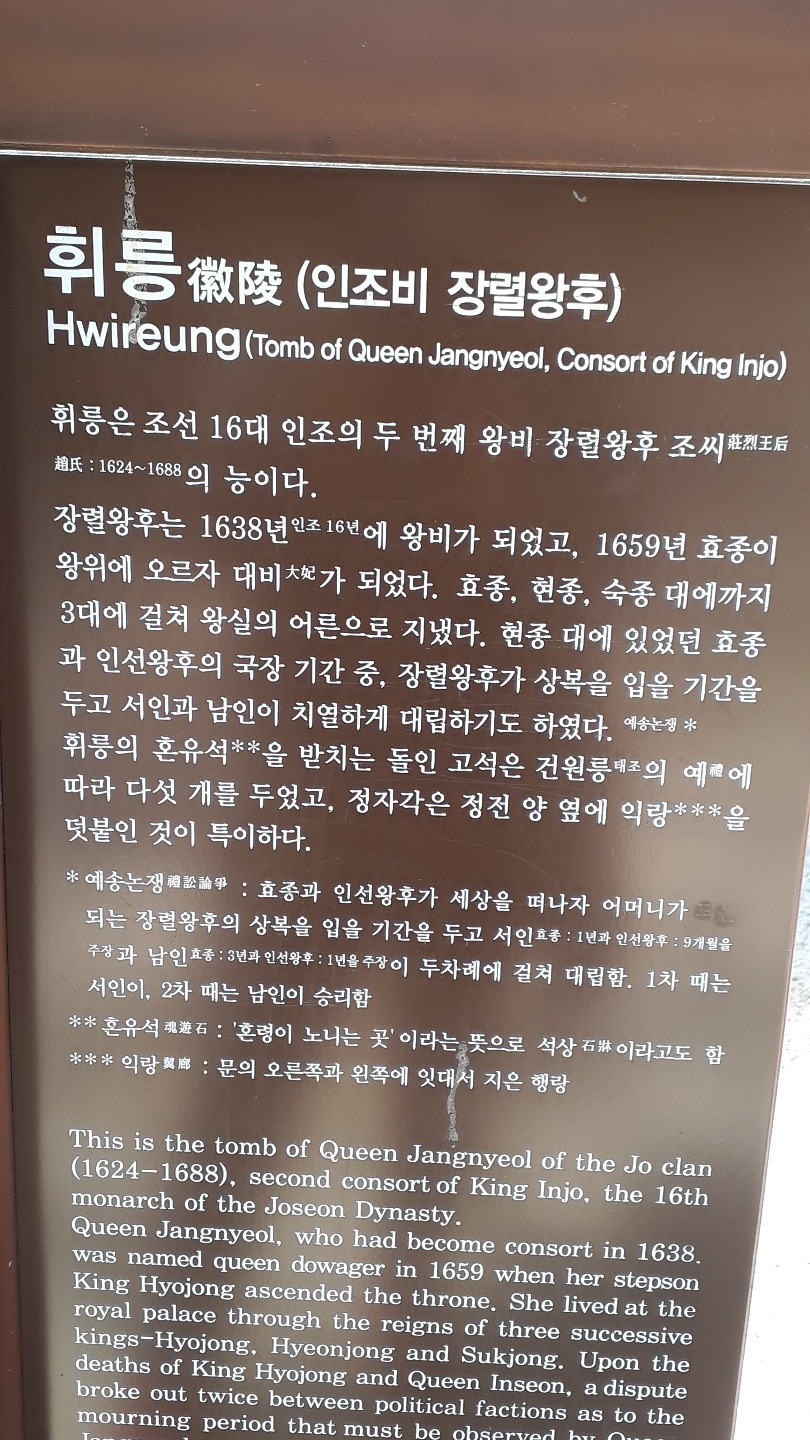 휘릉徽陵 (인조비 장렬왕후)
Hwireung(Tomb of Queen Jangnyeol, Consort of King Injo)
휘릉은 조선 16대 인조의 두 번째 왕비 장렬왕후 조씨莊烈王后
趙氏 : 1624~1688의 능이다.
장렬왕후는 1638년인조 16년에 왕비가 되었고, 1659년 효종이
왕위에 오르자 대비大妃가 되었다. 효종, 현종, 숙종 대에까지
3대에 걸쳐 왕실의 어른으로 지냈다. 현종 대에 있었던 효종
과 인선왕후의 국장 기간 중, 장렬왕후가 상복을 입을 기간을
두고 서인과 남인이 치열하게 대립하기도 하였다. 예송논쟁 *
휘릉의 혼유석**을 받치는 돌인 고석은 건원릉태조의 예禮에
따라 다섯 개를 두었고, 정자각은 정전 양 옆에 익랑***을
덧붙인 것이 특이하다.
* 예송논쟁禮訟論爭 : 효종과 인선왕후가 세상을 떠나자 어머니가
되는 장렬왕후의 상복을 입을 기간을 두고 서인효종 : 1년과 인선왕후 : 9개월을
주장과 남인효종 : 3년과 인선왕후 : 1년을 주장이 두차례에 걸쳐 대립함. 1차 때는
서인이, 2차 때는 남인이 승리함
** 혼유석魂遊石 : '혼령이 노니는 곳'이라는 뜻으로 석상石牀이라고도 함
*** 익랑翼廊 : 문의 오른쪽과 왼쪽에 잇대서 지은 행랑
This is the tomb of Queen Jangnyeol of the Jo clan
(1624-1688), second consort of King Injo, the 16th
monarch of the Joseon Dynasty.
Queen Jangnyeol, who had become consort in 1638.
was named queen dowager in 1659 when her stepson
King Hyojong ascended the throne. She lived at the
royal palace through the reigns of three successive
kings-Hyojong, Hyeonjong and Sukjong. Upon the
deaths of King Hyojong and Queen Inseon, a dispute
broke out twice between political factions as to the
mourning period that must be observed by Queen